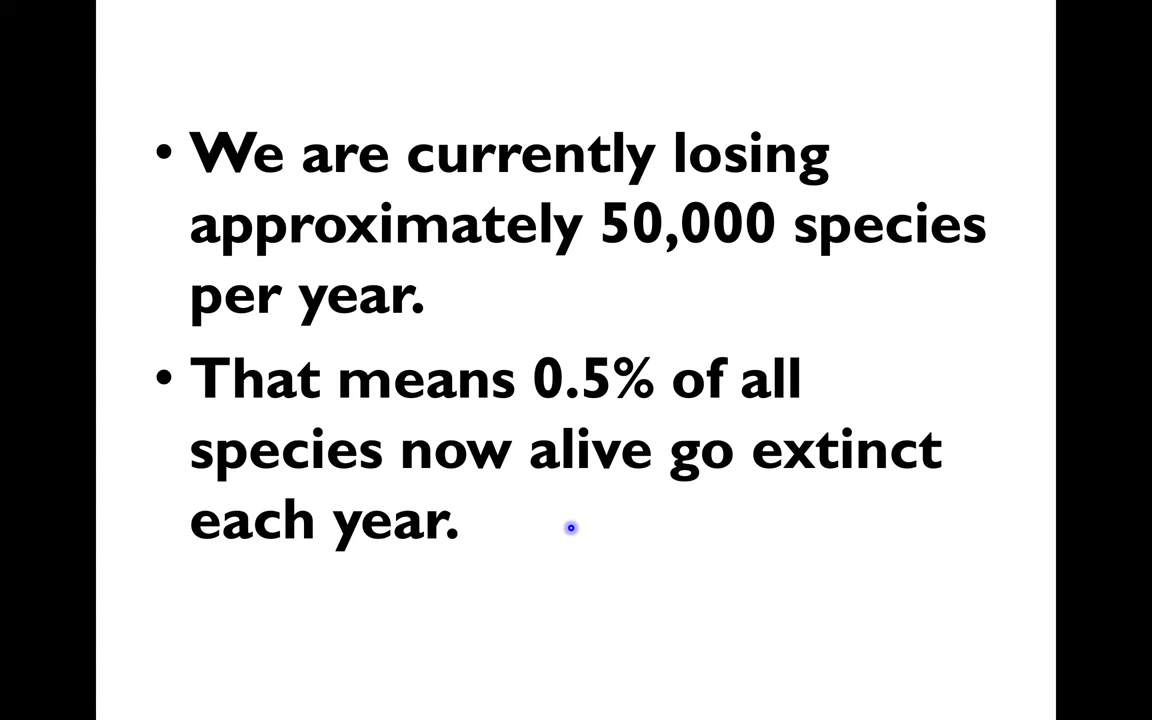 • We are currently losing
approximately 50,000 species
per year.
• That means 0.5% of all
species now alive go extinct
each year.